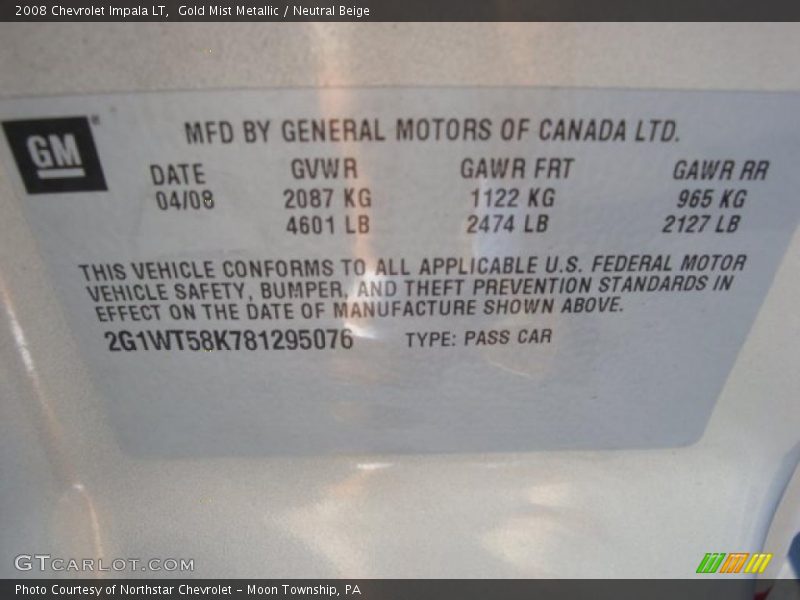 2008 Chevrolet Impala LT,  Gold Mist Metallic / Neutral Beige
GM
MFD BY GENERAL MOTORS OF CANADA LTD.
DATE GVWR GAWR FRT GAWR RR
04/08 2087 KG 1122 KG 965 KG
4601 LB 2474 LB 2127 LB
THIS VEHICLE CONFORMS TO ALL APPLICABLE U.S. FEDERAL MOTOR
VEHICLE SAFETY, BUMPER, AND THEFT PREVENTION STANDARDS IN
EFFECT ON THE DATE OF MANUFACTURE SHOWN ABOVE.
2G1WT58K781295076 TYPE: PASS CAR
GTCARLOT.COM
Photo Courtesy of Northstar Chevrolet - Moon Township, PA